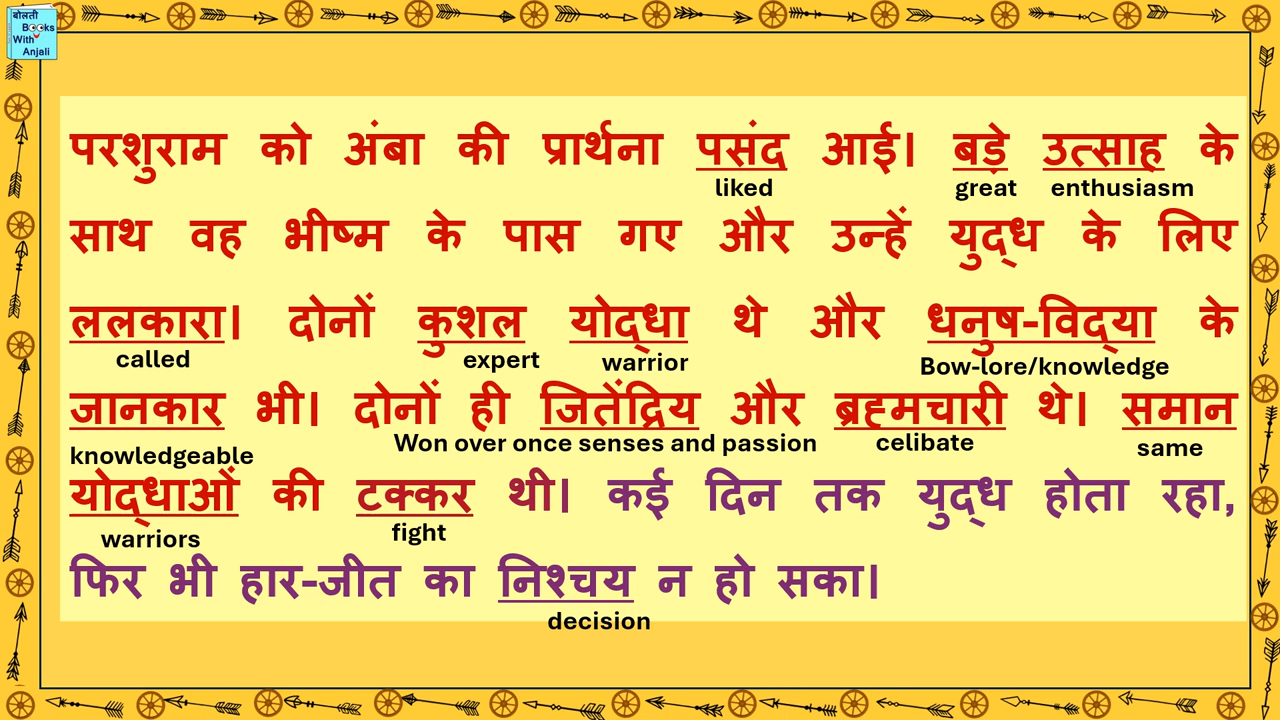 बोलती
Books
With
Anjali
परशुराम को अंबा की प्रार्थना पसंद आई। बड़े उत्साह के
liked great enthusiasm
साथ वह भीष्म के पास गए और उन्हें युद्ध के लिए
ललकारा। दोनों कुशल योद्धा थे और धनुष-विद्या के
called expert warrior Bow-lore/knowledge
जानकार भी। दोनों ही जितेंद्रिय और ब्रह्मचारी थे। समान
knowledgeable Won over once senses and passion celibate same
योद्धाओं की टक्कर थी। कई दिन तक युद्ध होता रहा,
warriors fight
फिर भी हार-जीत का निश्चय न हो सका।
decision